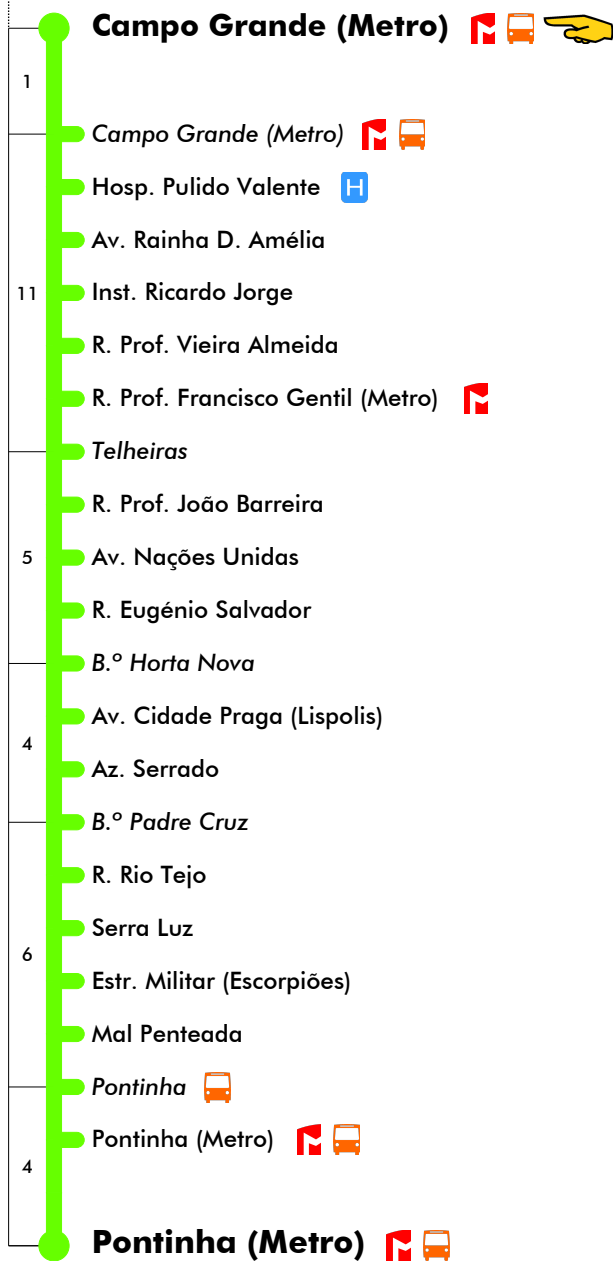 Campo Grande (Metro)
1
Campo Grande (Metro)
Hosp. Pulido Valente H
Av. Rainha D. Amélia
11 Inst. Ricardo Jorge
R. Prof. Vieira Almeida
R. Prof. Francisco Gentil (Metro)
Telheiras
R. Prof. João Barreira
5 Av. Nações Unidas
R. Eugénio Salvador
B.º Horta Nova
Av. Cidade Praga (Lispolis)
4
Az. Serrado
B.º Padre Cruz
R. Rio Tejo
Serra Luz
6
Estr. Militar (Escorpiões)
Mal Penteada
Pontinha
Pontinha (Metro)
4
Pontinha (Metro)